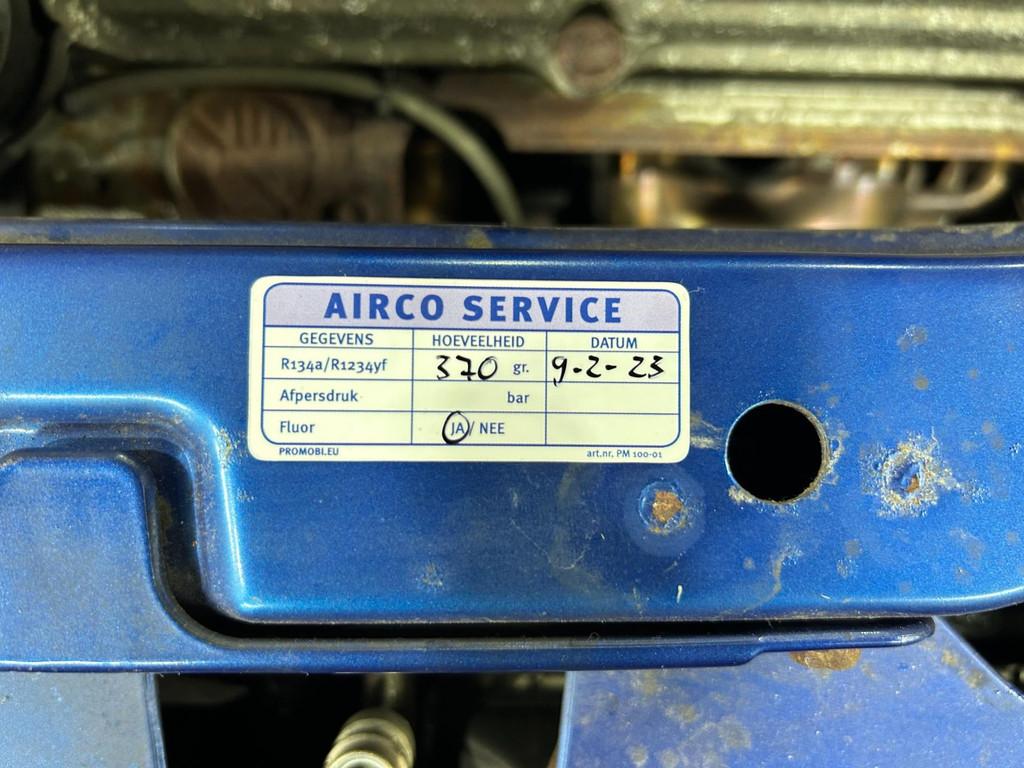 AIRCO SERVICE
GEGEVENS HOEVEELHEID DATUM
R134a/R1234yf 370 gr. 9-2-23
Afpersdruk bar
Fluor JA/ NEE
PROMOBI.EU art.nr. PM 100-01